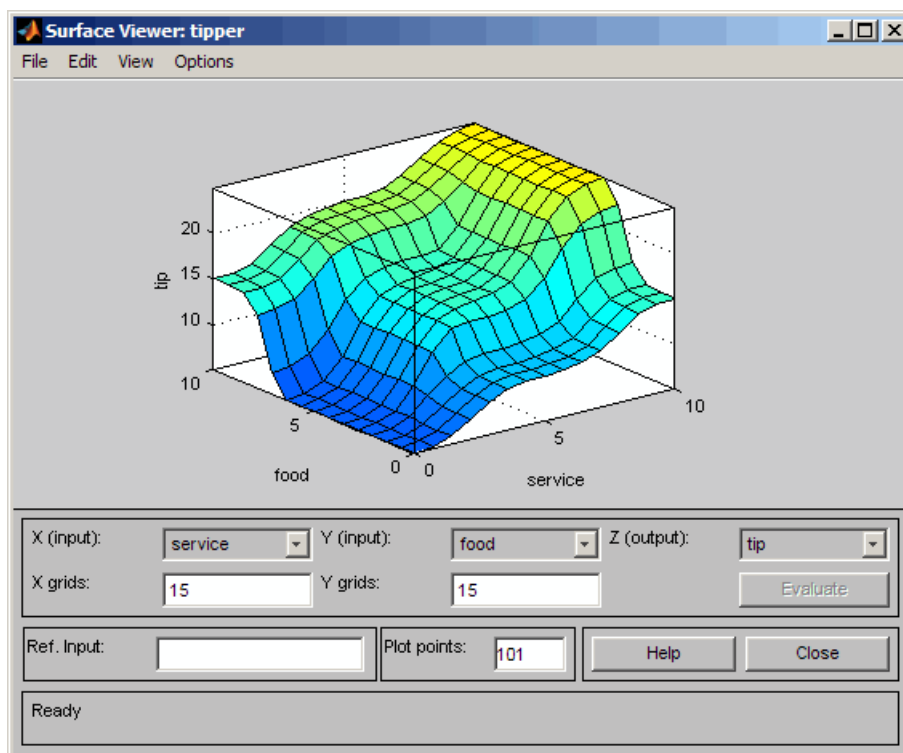 Surface Viewer: tipper
File Edit View Options
20
15
10
tip
10
5
0
food
0
5
10
service
X (input): service Y (input): food Z (output): tip
X grids: 15 Y grids: 15 Evaluate
Ref. Input: Plot points: 101 Help Close
Ready